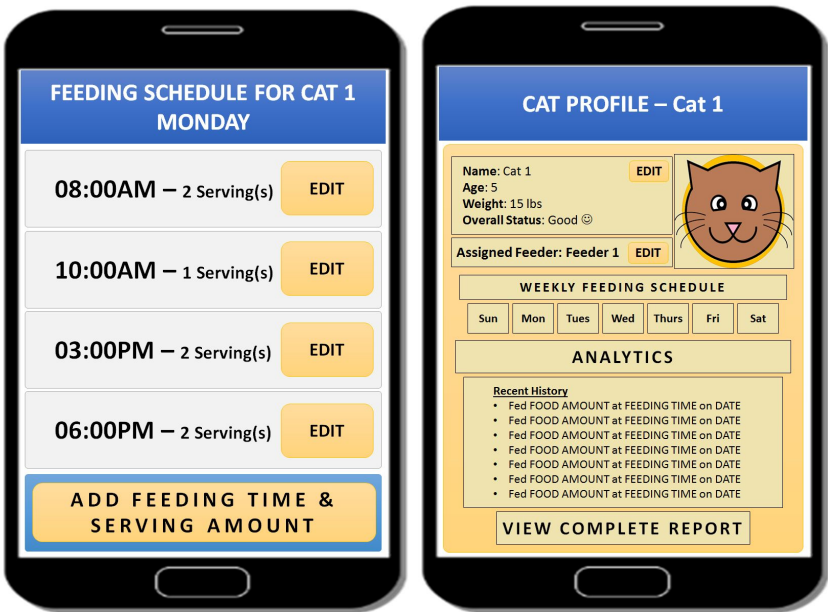 FEEDING SCHEDULE FOR CAT 1
MONDAY
08:00AM – 2 Serving(s)
EDIT
10:00AM – 1 Serving(s)
EDIT
03:00PM – 2 Serving(s)
EDIT
06:00PM – 2 Serving(s)
EDIT
ADD FEEDING TIME &
SERVING AMOUNT
CAT PROFILE – Cat 1
Name: Cat 1
EDIT
Age: 5
Weight: 15 lbs
Overall Status: Good ☺
Assigned Feeder: Feeder 1
EDIT
WEEKLY FEEDING SCHEDULE
Sun Mon Tues Wed Thurs Fri Sat
ANALYTICS
Recent History
• Fed FOOD AMOUNT at FEEDING TIME on DATE
• Fed FOOD AMOUNT at FEEDING TIME on DATE
• Fed FOOD AMOUNT at FEEDING TIME on DATE
• Fed FOOD AMOUNT at FEEDING TIME on DATE
• Fed FOOD AMOUNT at FEEDING TIME on DATE
• Fed FOOD AMOUNT at FEEDING TIME on DATE
• Fed FOOD AMOUNT at FEEDING TIME on DATE
VIEW COMPLETE REPORT